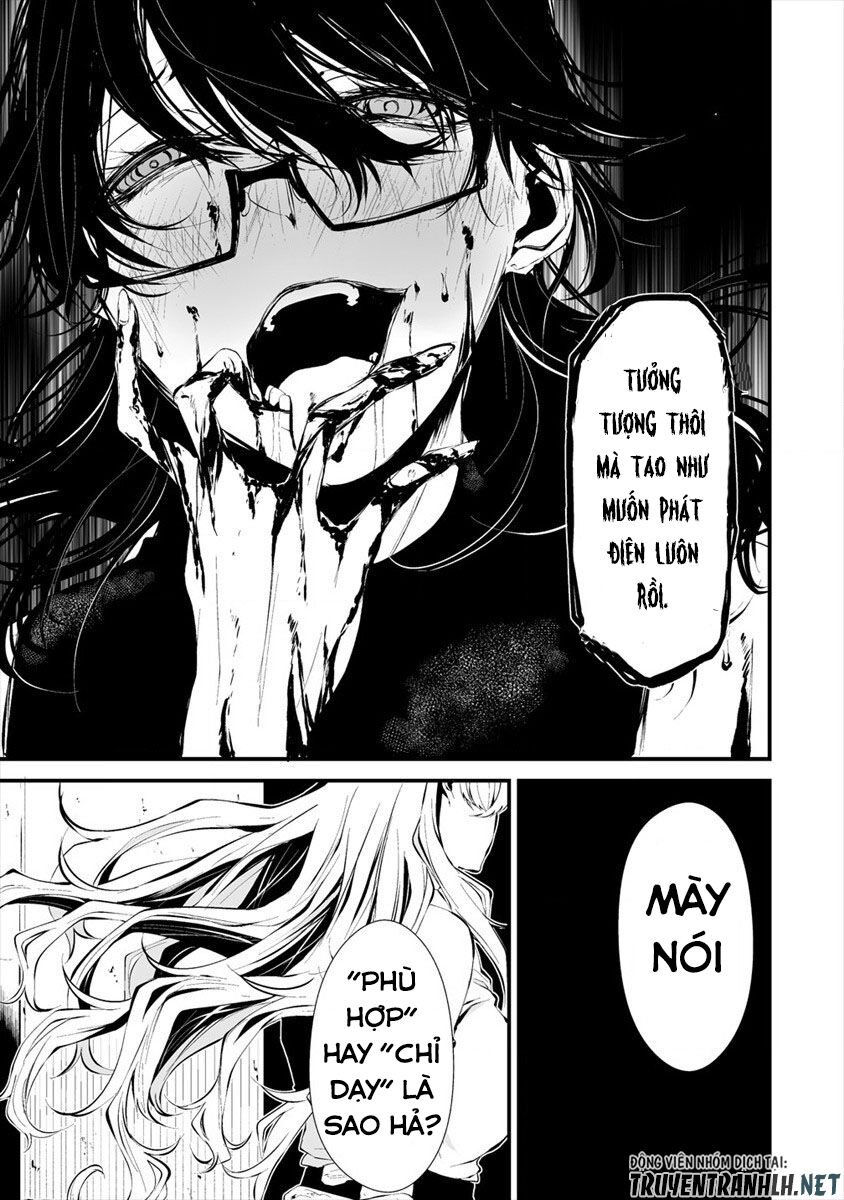 TƯỞNG
TƯỢNG THÔI
MÀ TAO NHƯ
MUỐN PHÁT
ĐIÊN LUÔN
RỒI.
MÀY
NÓI
"PHÙ
HỢP"
HAY "CHỈ
DẠY" LÀ
SAO HẢ?
ĐỘNG VIÊN NHÓM DỊCH TẠI:
TRUYENTRANHLH.NET